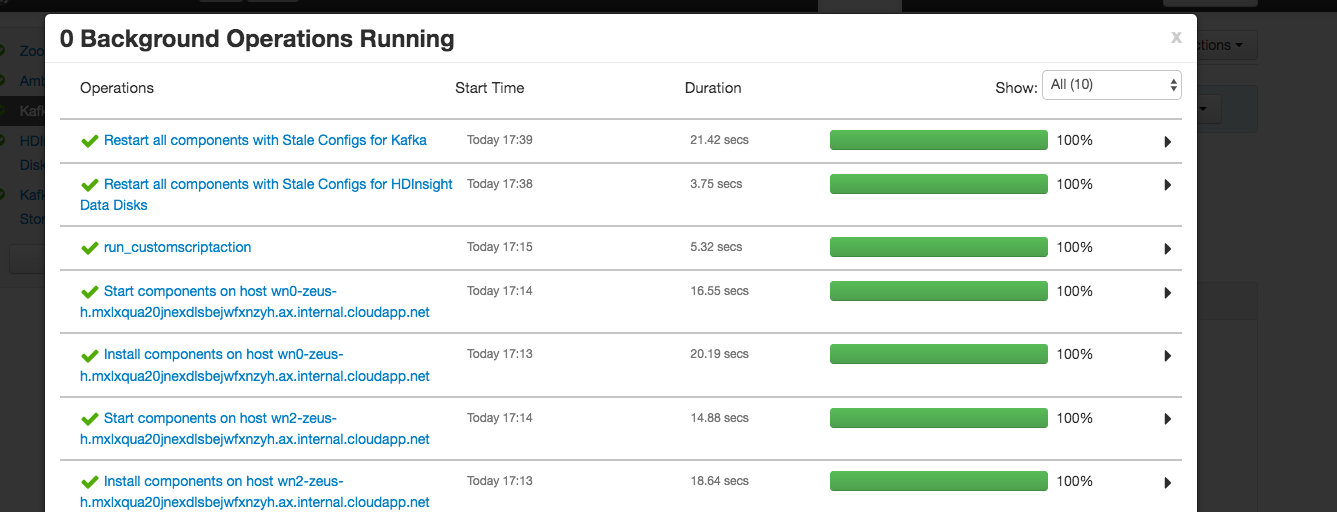 0 Background Operations Running
x
Operations Start Time Duration Show: All (10)
Restart all components with Stale Configs for Kafka Today 17:39 21.42 secs 100%
Restart all components with Stale Configs for HDInsight Today 17:38 3.75 secs 100%
Data Disks
run_customscriptaction Today 17:15 5.32 secs 100%
Start components on host wn0-zeus- Today 17:14 16.55 secs 100%
h.mxlxqua20jnexdlsbejwfxnzyh.ax.internal.cloudapp.net
Install components on host wn0-zeus- Today 17:13 20.19 secs 100%
h.mxlxqua20jnexdlsbejwfxnzyh.ax.internal.cloudapp.net
Start components on host wn2-zeus- Today 17:14 14.88 secs 100%
h.mxlxqua20jnexdlsbejwfxnzyh.ax.internal.cloudapp.net
Install components on host wn2-zeus- Today 17:13 18.64 secs 100%
h.mxlxqua20jnexdlsbejwfxnzyh.ax.internal.cloudapp.net
Zoo
Amb
Kafk
HDI
Disk
Kafk
Stor
ctions